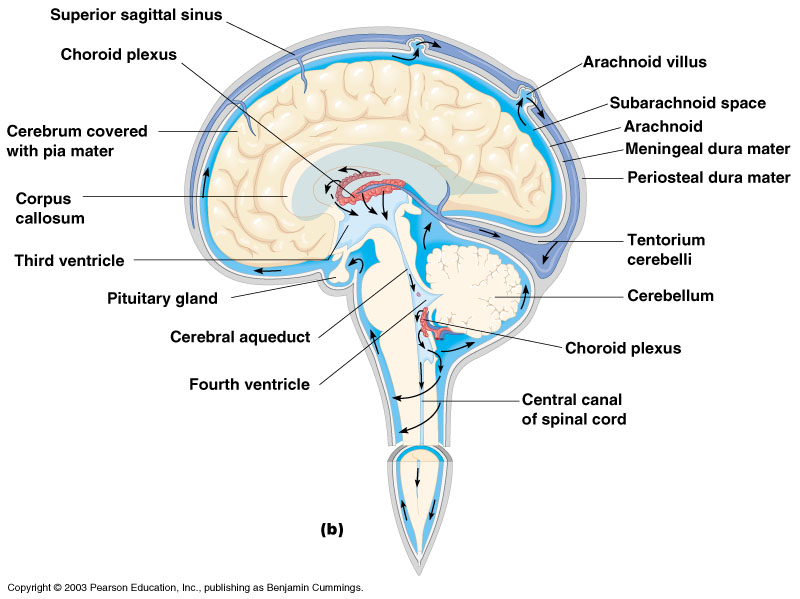 Superior sagittal sinus
Choroid plexus
Cerebrum covered
with pia mater
Corpus
callosum
Third ventricle
Pituitary gland
Cerebral aqueduct
Fourth ventricle
Arachnoid villus
Subarachnoid space
Arachnoid
Meningeal dura mater
Periosteal dura mater
Tentorium
cerebelli
Cerebellum
Choroid plexus
Central canal
of spinal cord
(b)
Copyright © 2003 Pearson Education, Inc., publishing as Benjamin Cummings.